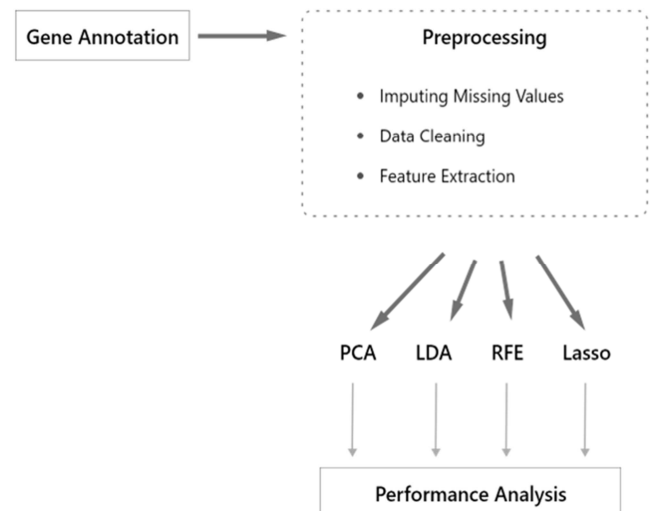 Gene Annotation
Preprocessing
• Imputing Missing Values
• Data Cleaning
• Feature Extraction
PCA LDA RFE Lasso
Performance Analysis